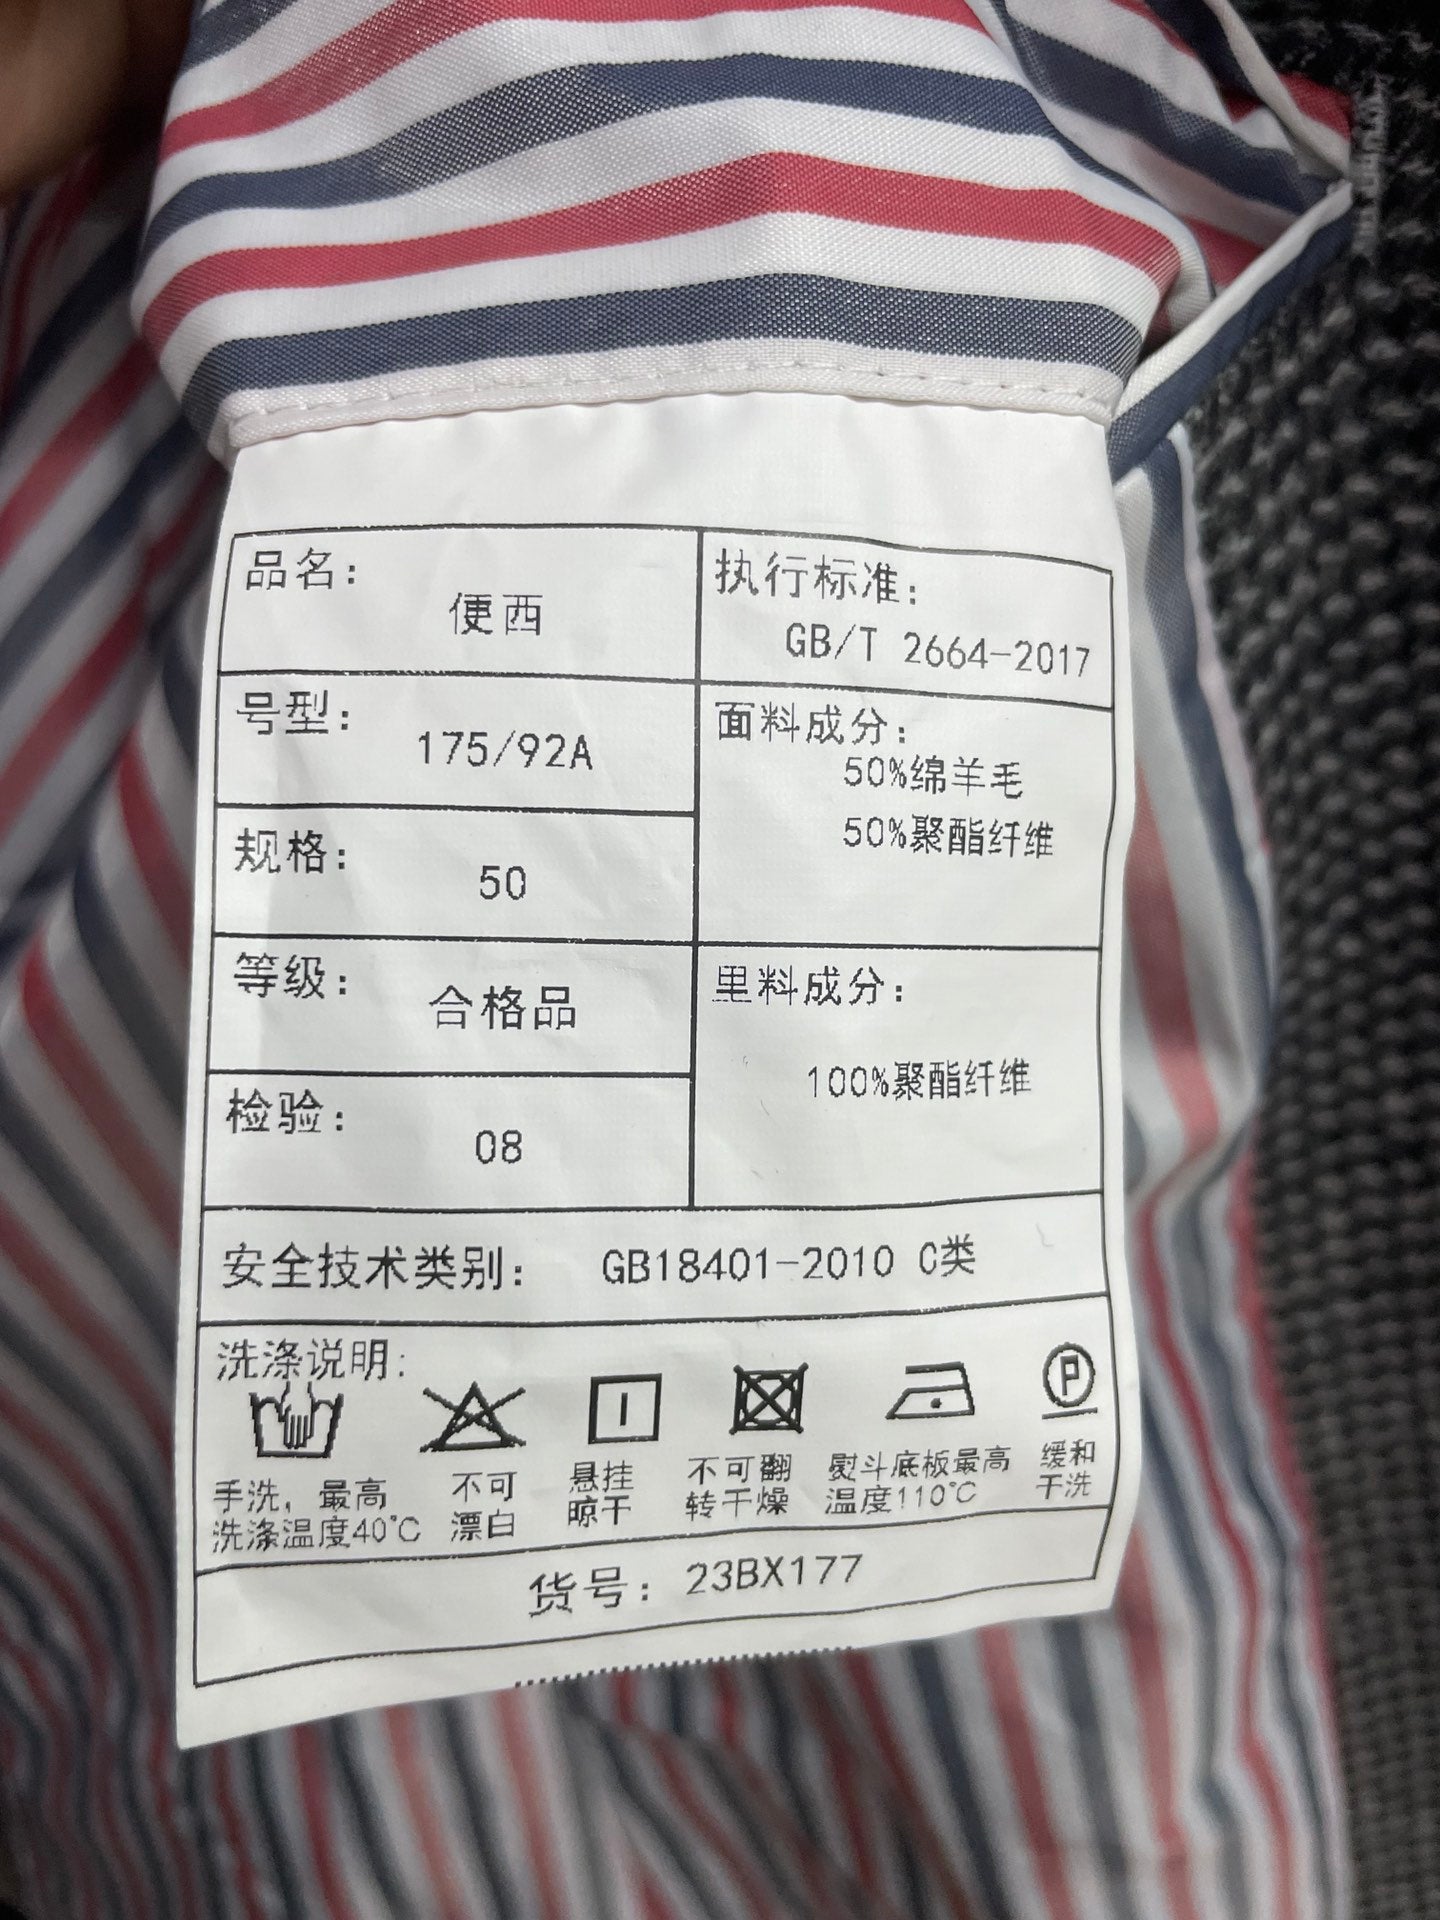 品名：
便西
执行标准：
GB/T 2664-2017
号型：
175/92A
面料成分：
50%绵羊毛
50%聚酯纤维
规格：
50
等级：
合格品
里料成分：
100%聚酯纤维
检验：
08
安全技术类别： GB18401-2010 C类
洗涤说明：
P
手洗，最高
洗涤温度40℃
不可
漂白
悬挂
晾干
不可翻
转干燥
熨斗底板最高
温度110℃
缓和
干洗
货号：23BX177